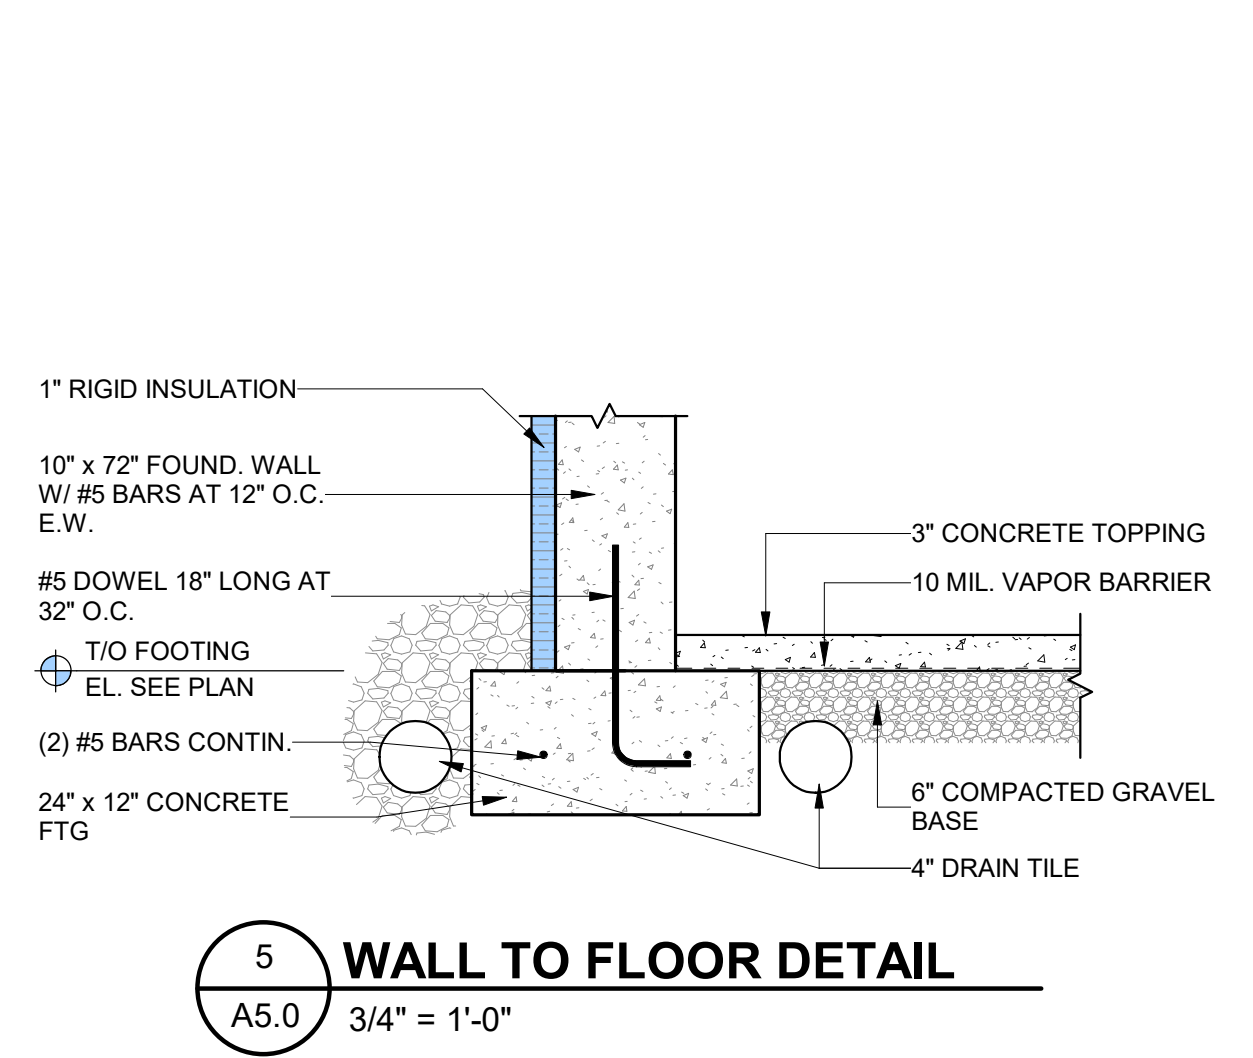 1" RIGID INSULATION
10" x 72" FOUND. WALL
W/ #5 BARS AT 12" O.C.
E.W.
#5 DOWEL 18" LONG AT
32" O.C.
T/O FOOTING
EL. SEE PLAN
(2) #5 BARS CONTIN.
24" x 12" CONCRETE
FTG
3" CONCRETE TOPPING
10 MIL. VAPOR BARRIER
6" COMPACTED GRAVEL
BASE
4" DRAIN TILE
5
A5.0
WALL TO FLOOR DETAIL
3/4" = 1'-0"